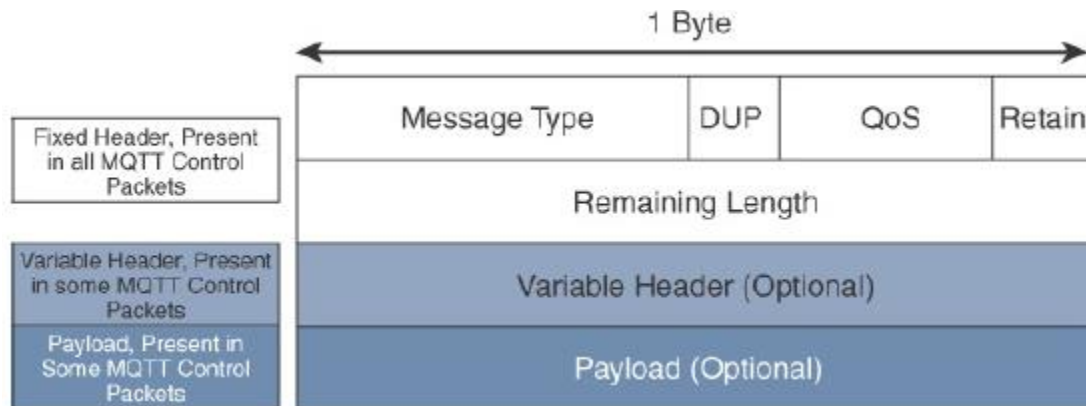 1 Byte
Message Type DUP QoS Retain
Fixed Header, Present
in all MQTT Control
Packets
Remaining Length
Variable Header, Present
in some MQTT Control
Packets
Variable Header (Optional)
Payload, Present in
Some MQTT Control
Packets
Payload (Optional)